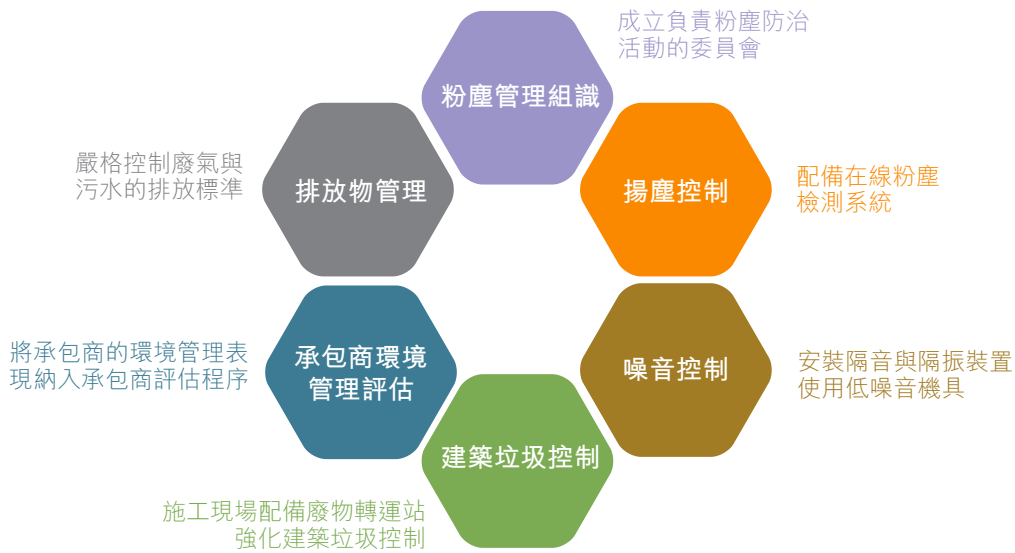 成立負責粉塵防治
活動的委員會
粉塵管理組識
嚴格控制廢氣與
污水的排放標準
排放物管理
揚塵控制
配備在線粉塵
檢測系統
將承包商的環境管理表
現納入承包商評估程序
承包商環境
管理評估
噪音控制
安裝隔音與隔振裝置
使用低噪音機具
建築垃圾控制
施工現場配備廢物轉運站
強化建築垃圾控制